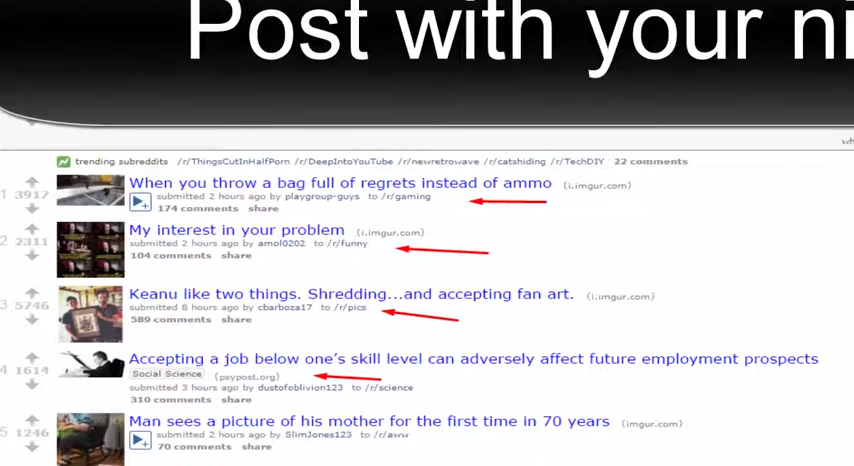 Post with your ni
wh
trending subreddits /r/ThingsCutInHalfPorn /r/DeepIntoYouTube /r/newretrowave /r/catshiding /r/TechDIY 22 comments
1 3917 When you throw a bag full of regrets instead of ammo (i.imgur.com)
submitted 2 hours ago by playgroup-guys to /r/gaming
174 comments share
2 2311 My interest in your problem (i.imgur.com)
submitted 2 hours ago by amol0202 to /r/funny
104 comments share
3 5746 Keanu like two things. Shredding...and accepting fan art. (i.imgur.com)
submitted 8 hours ago by cbarboza17 to /r/pics
589 comments share
4 1614 Accepting a job below one's skill level can adversely affect future employment prospects
Social Science (psypost.org)
submitted 3 hours ago by dustofoblivion123 to /r/science
310 comments share
5 1246 Man sees a picture of his mother for the first time in 70 years (imgur.com)
submitted 2 hours ago by SlimJones123 to /r/aww
70 comments share